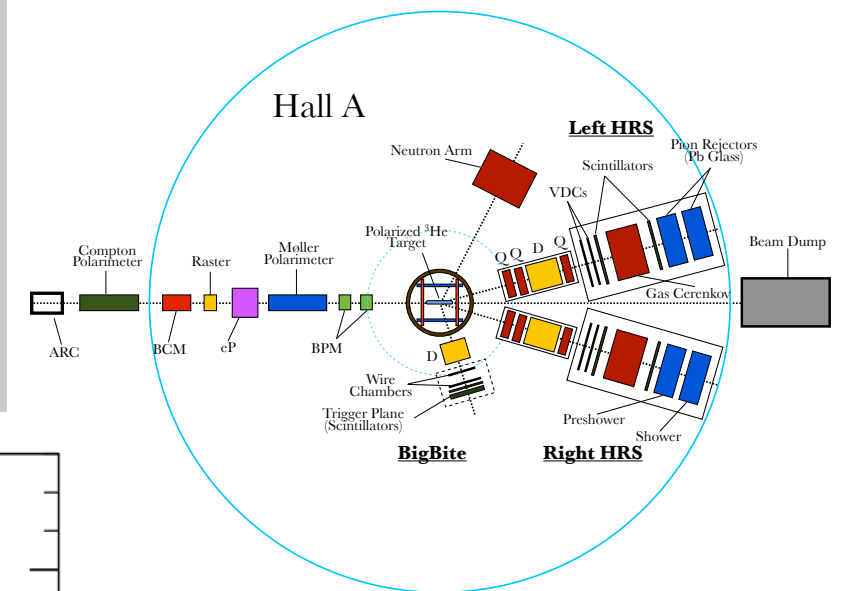 Hall A
Left HRS
Neutron Arm
Pion Rejectors
(Pb Glass)
Scintillators
VDCs
Polarized ³He
Target
Q Q D Q
Beam Dump
Compton
Polarimeter
Raster
Møller
Polarimeter
Gas Cerenkov
ARC
BCM
eP
BPM
D
Wire
Chambers
Trigger Plane
(Scintillators)
Preshower
Shower
BigBite
Right HRS